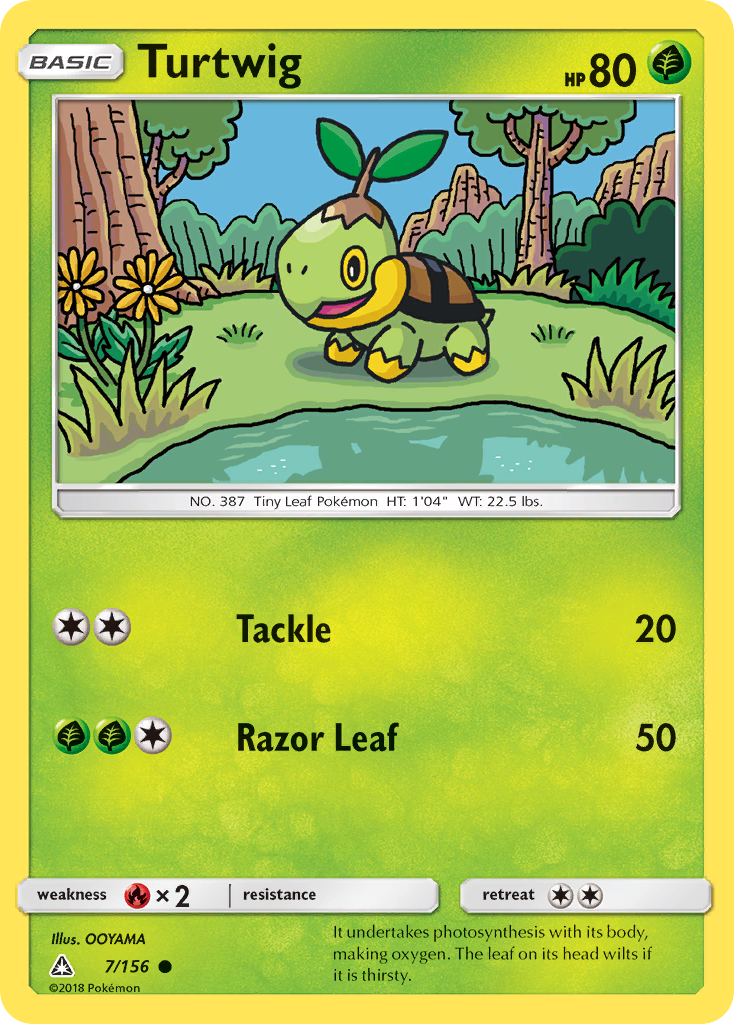 BASIC Turtwig HP 80
NO. 387 Tiny Leaf Pokémon HT: 1'04" WT: 22.5 lbs.
Tackle 20
Razor Leaf 50
weakness × 2 resistance retreat
Illus. OOYAMA
7/156
©2018 Pokémon
It undertakes photosynthesis with its body,
making oxygen. The leaf on its head wilts if
it is thirsty.